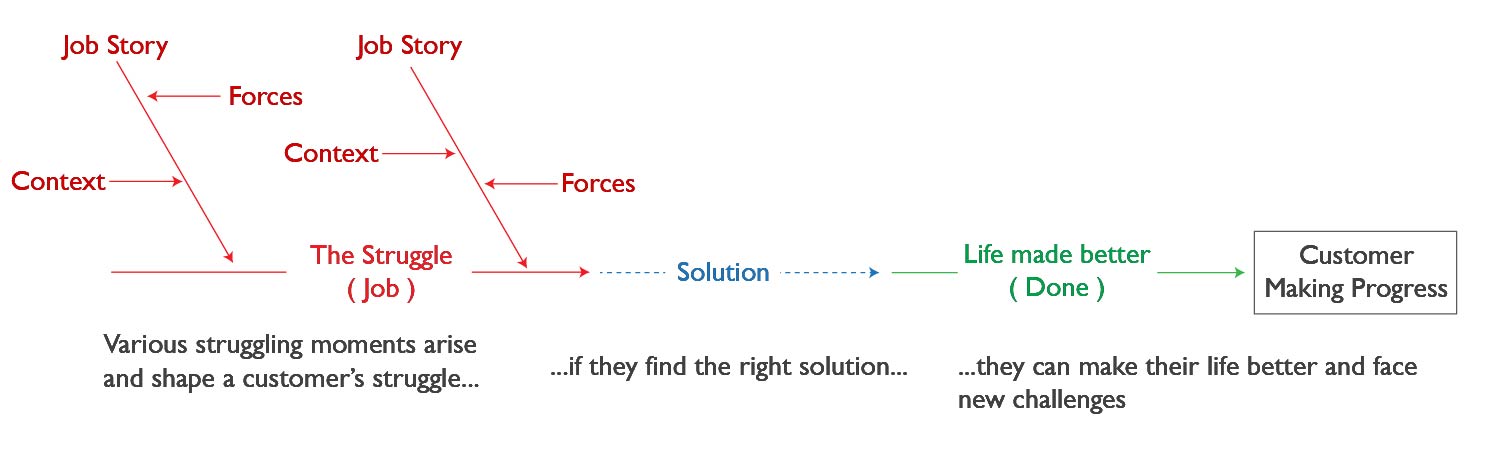 Job Story
Job Story
Forces
Context
Context
Forces
The Struggle
( Job )
Solution
Life made better
( Done )
Customer
Making Progress
Various struggling moments arise
and shape a customer’s struggle...
...if they find the right solution...
...they can make their life better and face
new challenges